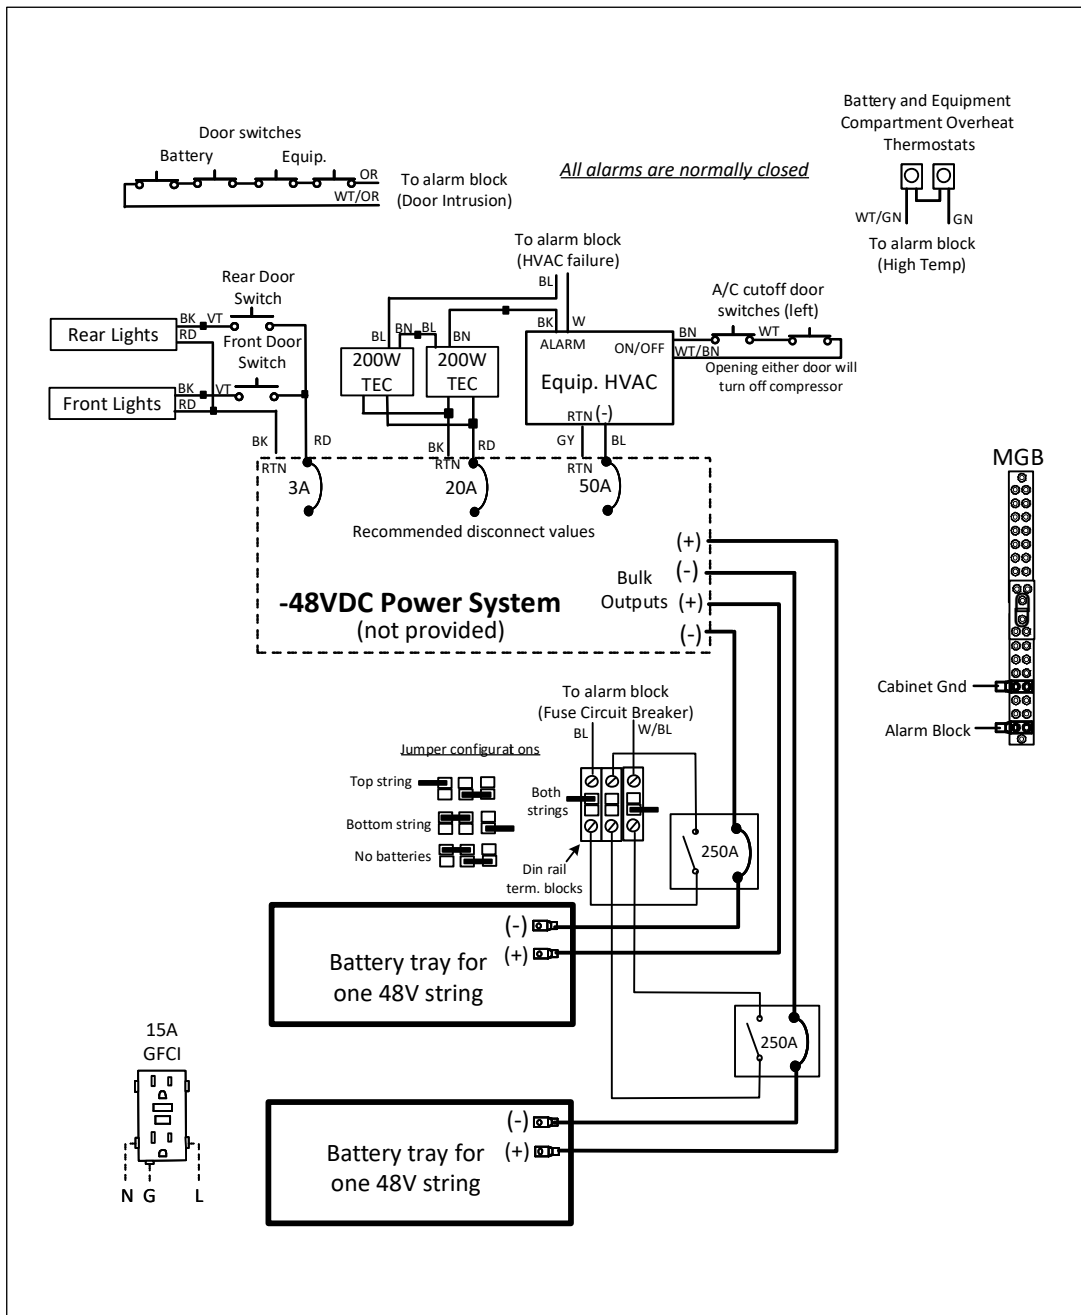 Door switches
Battery
Equip.
OR
WT/OR
To alarm block
(Door Intrusion)
All alarms are normally closed
Battery and Equipment
Compartment Overheat
Thermostats
WT/GN
GN
To alarm block
(High Temp)
To alarm block
(HVAC failure)
BL
BK
W
Rear Door
Switch
Rear Lights
BK
VT
RD
Front Door
Switch
Front Lights
BK
VT
RD
BK
RD
BL
BN
BL
BN
200W
TEC
200W
TEC
BK
RD
ALARM
ON/OFF
Equip. HVAC
RTN
(-)
GY
BL
A/C cutoff door
switches (left)
BN
WT
WT/BN
Opening either door will
turn off compressor
RTN
3A
RTN
20A
RTN
50A
Recommended disconnect values
-48VDC Power System
(not provided)
Bulk
Outputs
(+)
(-)
(+)
(-)
MGB
Cabinet Gnd
Alarm Block
To alarm block
(Fuse Circuit Breaker)
BL
W/BL
Jumper configurat ons
Top string
Bottom string
No batteries
Both
strings
Din rail
term. blocks
250A
(-)
(+)
Battery tray for
one 48V string
250A
15A
GFCI
N G L
(-)
(+)
Battery tray for
one 48V string